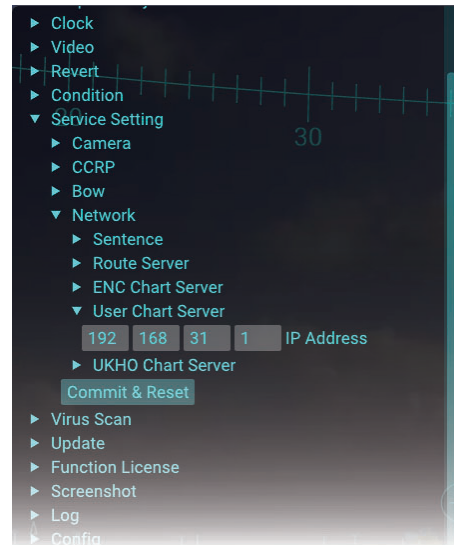 Clock
Video
Revert
Condition
Service Setting
20
30
Camera
CCRP
Bow
Network
Sentence
Route Server
ENC Chart Server
User Chart Server
192 168 31 1 IP Address
UKHO Chart Server
Commit & Reset
Virus Scan
Update
Function License
Screenshot
Log
Config